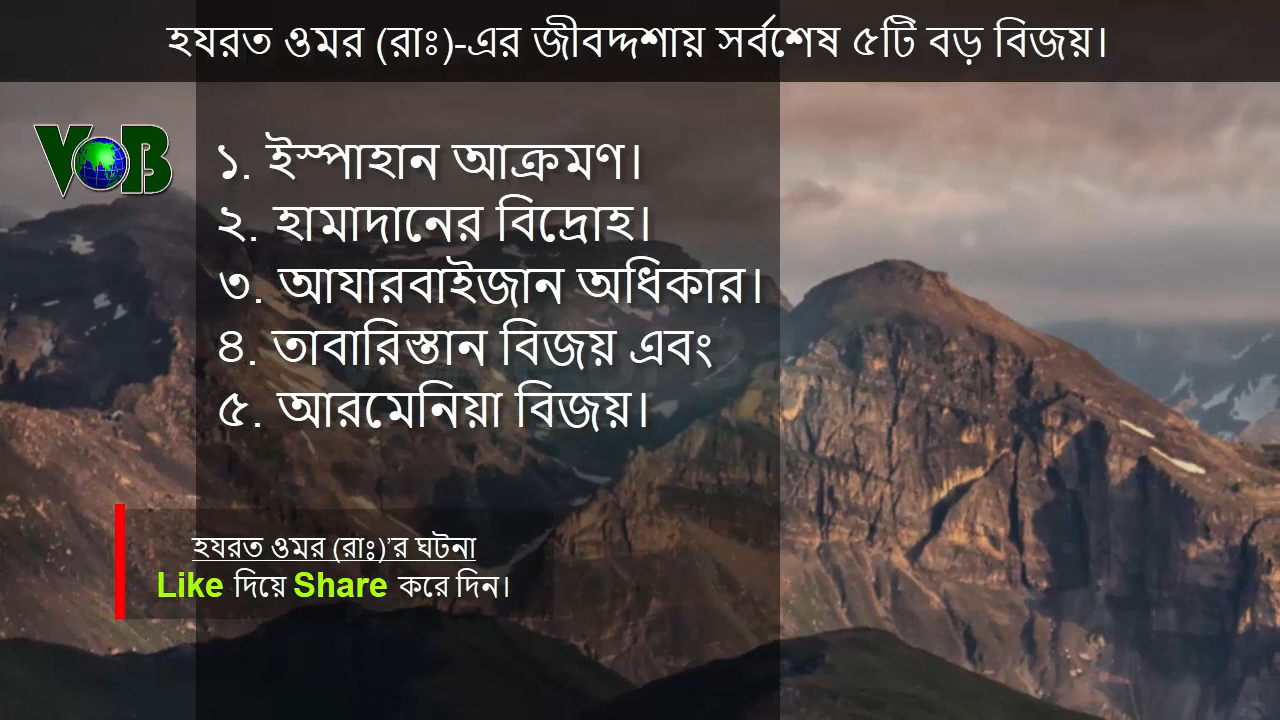 হযরত ওমর (রাঃ)-এর জীবদ্দশায় সর্বশেষ ৫টি বড় বিজয়।
VOB
১. ইস্পাহান আক্রমণ।
২. হামাদানের বিদ্রোহ।
৩. আযারবাইজান অধিকার।
৪. তাবারিস্তান বিজয় এবং
৫. আরমেনিয়া বিজয়।
হযরত ওমর (রাঃ)’র ঘটনা
Like দিয়ে Share করে দিন।